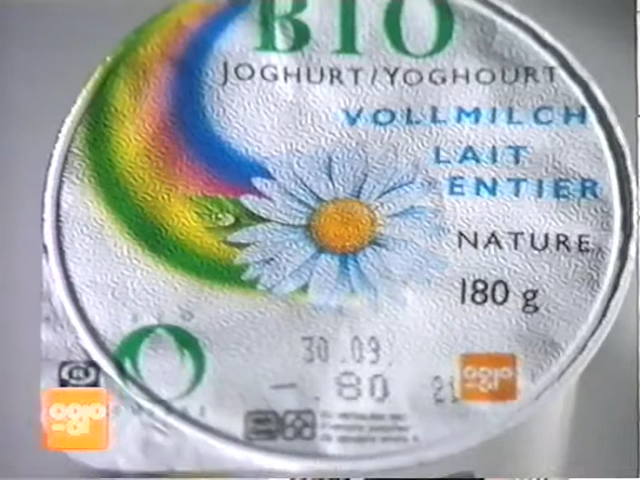 BIO
JOGHURT/YOGHOURT
VOLLMILCH
LAIT
ENTIER
NATURE
180 g
30.09
-.80